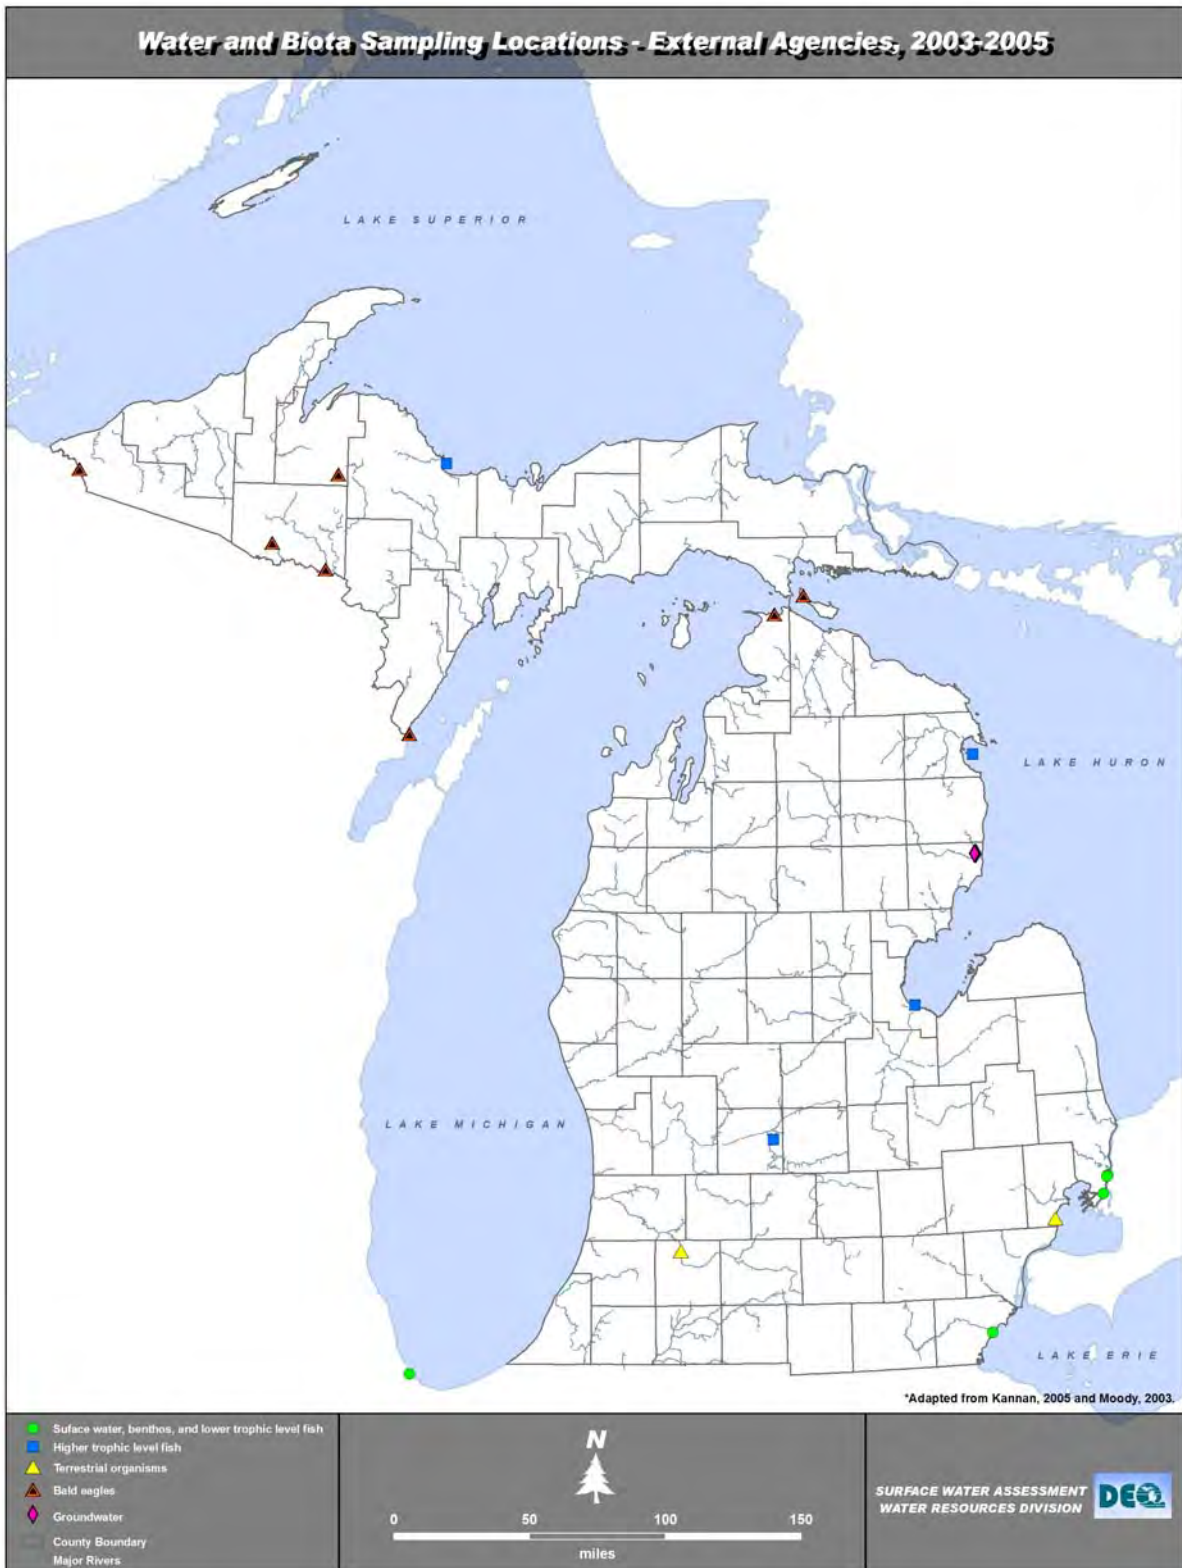 Water and Biota Sampling Locations - External Agencies, 2003-2005
LAKE SUPERIOR
LAKE HURON
LAKE MICHIGAN
LAKE ERIE
*Adapted from Kannan, 2005 and Moody, 2003.
Suface water, benthos, and lower trophic level fish
Higher trophic level fish
Terrestrial organisms
Bald eagles
Groundwater
County Boundary
Major Rivers
N
0 50 100 150
miles
SURFACE WATER ASSESSMENT
WATER RESOURCES DIVISION
DEQ